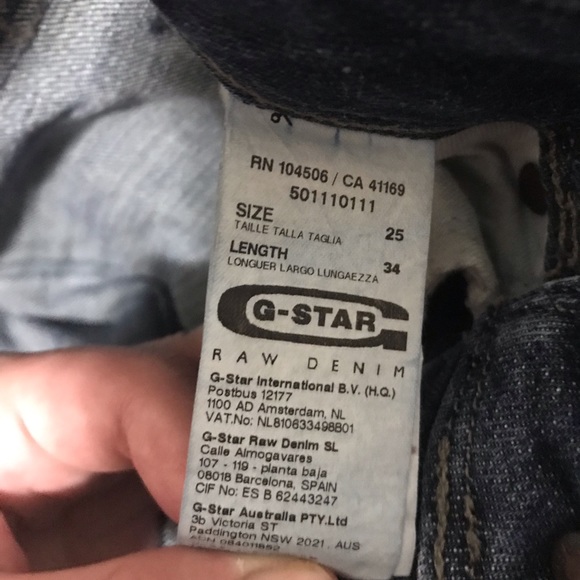 RN 104506 / CA 41169
501110111
SIZE 25
TAILLE TALLA TAGLIA
LENGTH 34
LONGUER LARGO LUNGAEZZA
G-STAR
RAW DENIM
G-Star International B.V. (H.Q.)
Postbus 12177
1100 AD Amsterdam, NL
VAT.No: NL810833498B01
G-Star Raw Denim SL
Calle Almogavares
107 - 119 - planta baja
08018 Barcelona, SPAIN
CIF No: ES B 62443247
G-Star Australia PTY.Ltd
3b Victoria ST
Paddington NSW 2021 . AUS